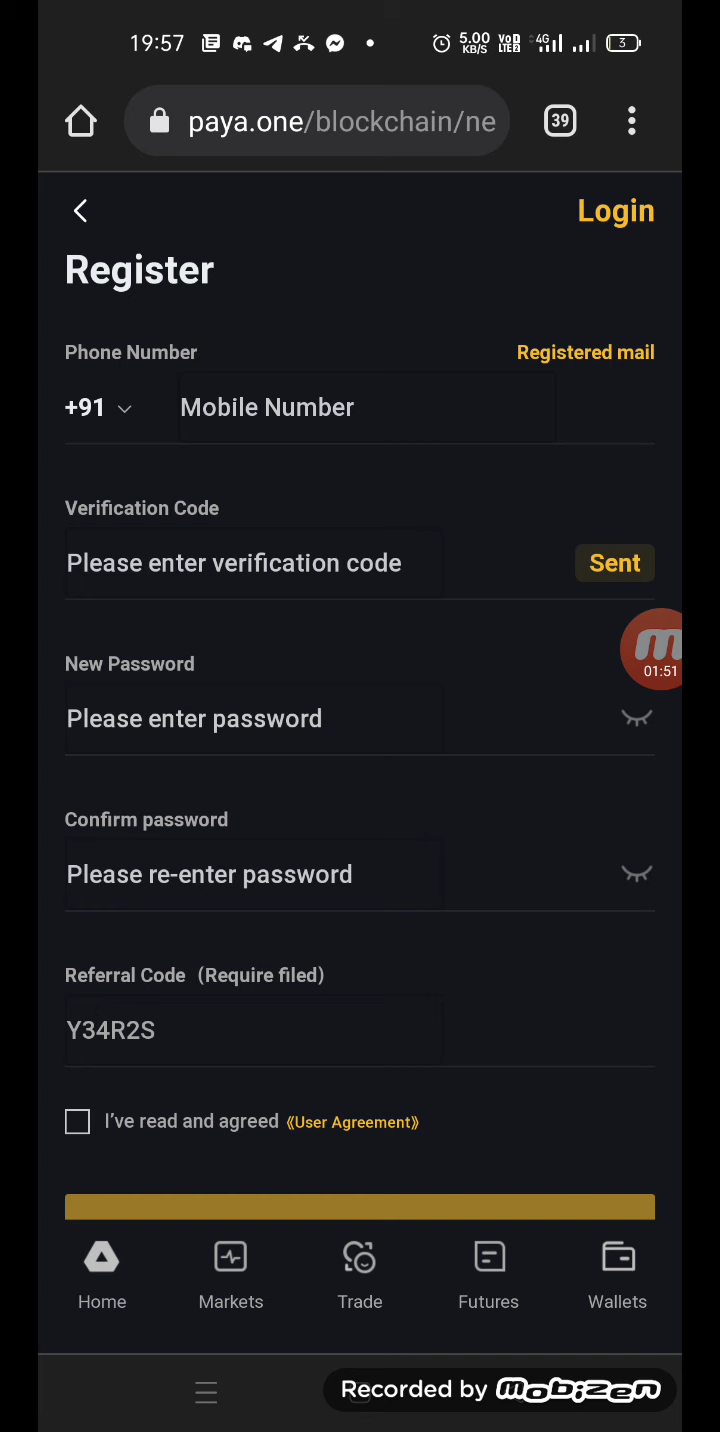 19:57
5.00 KB/S
VoD LTE2
4G
3
paya.one/blockchain/ne
39
Login
Register
Phone Number
Registered mail
+91
Mobile Number
Verification Code
Please enter verification code
Sent
01:51
New Password
Please enter password
Confirm password
Please re-enter password
Referral Code (Require filed)
Y34R2S
I've read and agreed 《User Agreement》
Home
Markets
Trade
Futures
Wallets
Recorded by mobizen